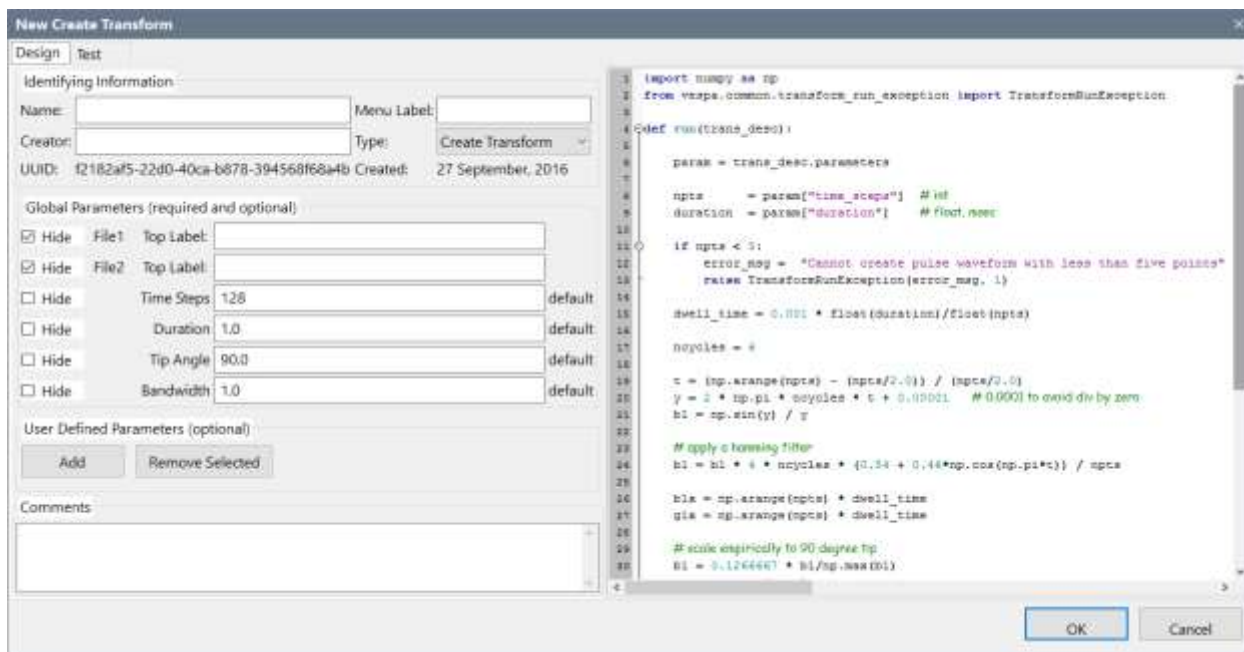 New Create Transform
Design Test
Identifying Information
Name: Menu Label:
Creator: Type: Create Transform
UUID: f2182af5-22d0-40ca-b878-394568f68a4b Created: 27 September, 2016
Global Parameters (required and optional)
Hide File1 Top Label:
Hide File2 Top Label:
Hide Time Steps 128 default
Hide Duration 1.0 default
Hide Tip Angle 90.0 default
Hide Bandwidth 1.0 default
User Defined Parameters (optional)
Add Remove Selected
Comments
1 import numpy as np
2 from vespa.common.transform_run_exception import TransformRunException
3
4 def run(trans_desc):
5
6 param = trans_desc.parameters
7
8 npts = param["time_steps"] # int
9 duration = param["duration"] # float, msec
10
11 if npts < 5:
12 error_msg = "Cannot create pulse waveform with less than five points"
13 raise TransformRunException(error_msg, 1)
14
15 dwell_time = 0.001 * float(duration)/float(npts)
16
17 ncycles = 6
18
19 t = (np.arange(npts) - (npts/2.0)) / (npts/2.0)
20 y = 2 * np.pi * ncycles * t + 0.00001 # 0.0001 to avoid div by zero
21 b1 = np.sin(y) / y
22
23 # apply a hamming filter
24 b1 = b1 * 4 * ncycles * (0.54 + 0.46*np.cos(np.pi*t)) / npts
25
26 b1x = np.arange(npts) * dwell_time
27 g1x = np.arange(npts) * dwell_time
28
29 # scale empirically to 90 degree tip
30 b1 = 0.1266667 * b1/np.max(b1)
OK Cancel